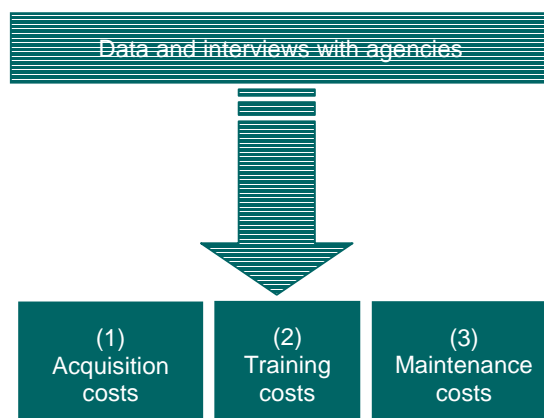 Data and interviews with agencies
(1)
Acquisition
costs
(2)
Training
costs
(3)
Maintenance
costs